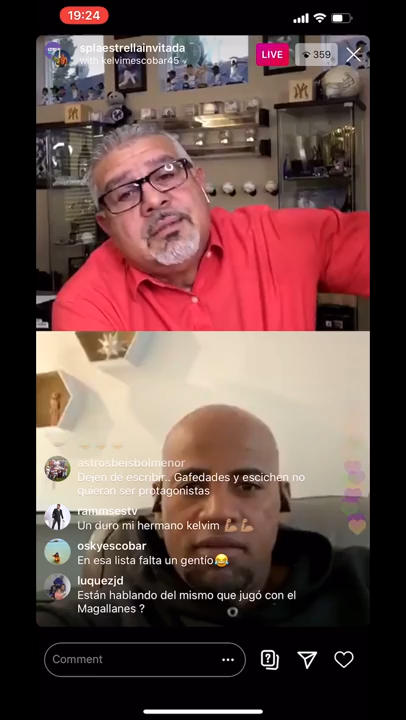 19:24
splaestrellainvitada
with kelvimescobar45
LIVE
359
astrosbeisbolmenor
Dejen de escribir.. Gafedades y escichen no
quieran ser protagonistas
rammsestv
Un duro mi hermano kelvim 💪🏼💪🏼
oskyescobar
En esa lista falta un gentío😂
luquezjd
Están hablando del mismo que jugó con el
Magallanes ?
Comment